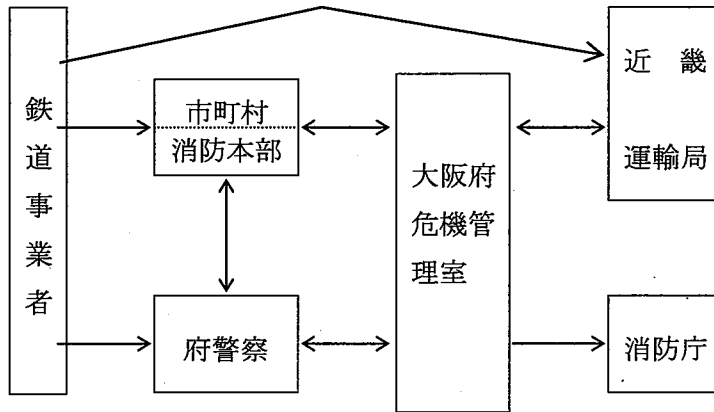 鉄道事業者
市町村
消防本部
府警察
大阪府
危機管
理室
近畿
運輸局
消防庁